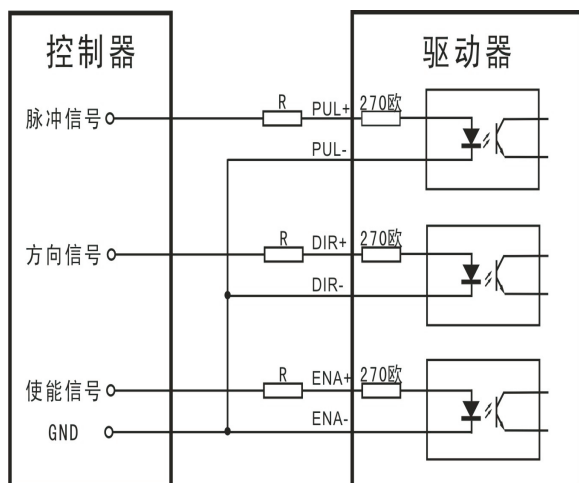 控制器
驱动器
脉冲信号
R
PUL+
270欧
PUL-
方向信号
R
DIR+
270欧
DIR-
使能信号
R
ENA+
270欧
ENA-
GND